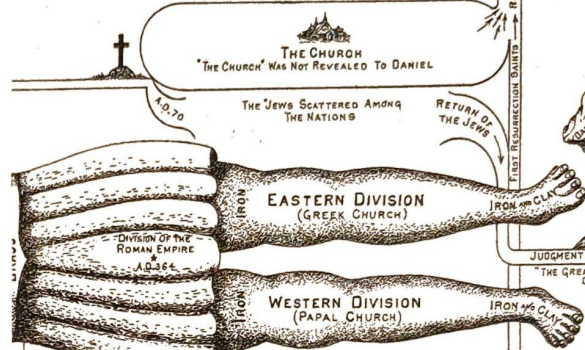 THE CHURCH
"THE CHURCH" WAS NOT REVEALED TO DANIEL
A.D.70
THE "JEWS SCATTERED AMONG
THE NATIONS
RETURN OF
THE JEWS
FIRST RESURRECTION SAINTS
IRON
EASTERN DIVISION
(GREEK CHURCH)
IRON AND CLAY
DIVISION OF THE
ROMAN EMPIRE
A.D.364
JUDGMENT
"THE GREA
IRON
WESTERN DIVISION
(PAPAL CHURCH)
IRON AND CLAY